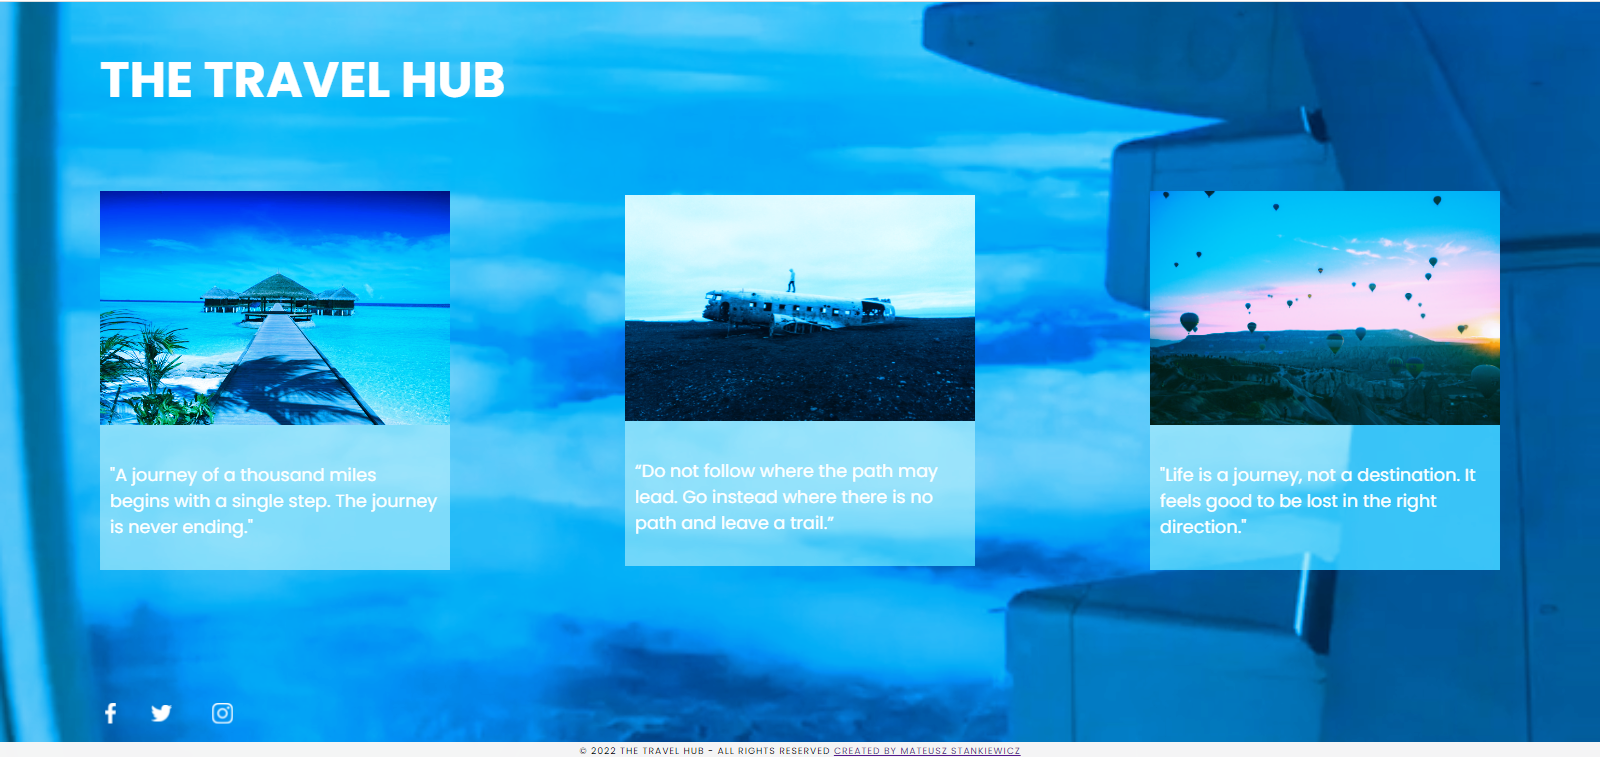 THE TRAVEL HUB
"A journey of a thousand miles
begins with a single step. The journey
is never ending."
“Do not follow where the path may
lead. Go instead where there is no
path and leave a trail.”
"Life is a journey, not a destination. It
feels good to be lost in the right
direction."
© 2022 THE TRAVEL HUB - ALL RIGHTS RESERVED CREATED BY MATEUSZ STANKIEWICZ